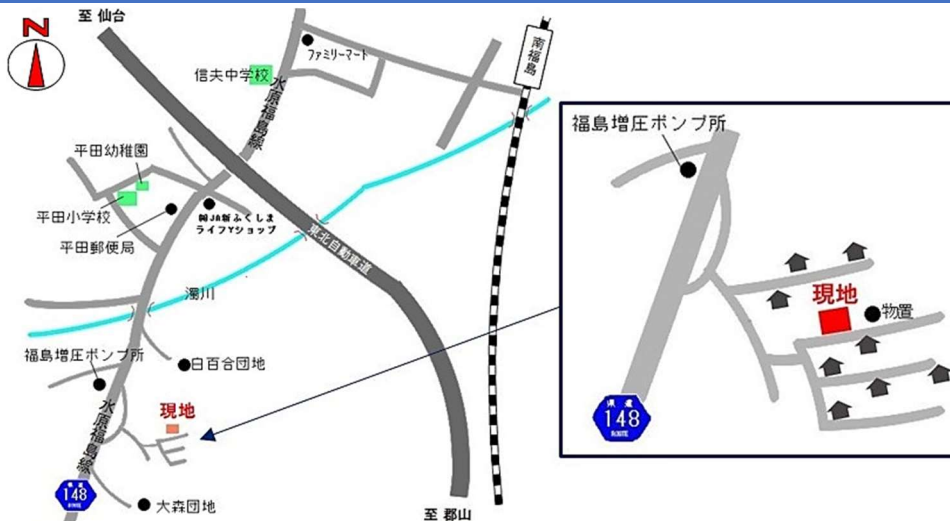 至 仙台
N
ファミリーマート
南福島
信夫中学校
水原福島線
平田幼稚園
平田小学校
平田郵便局
㈱JA新ふくしま
ライフYショップ
東北自動車道
濁川
福島増圧ポンプ所
白百合団地
現地
水原福島線
148
ROUTE
大森団地
至 郡山
福島増圧ポンプ所
現地
物置
県道
148
ROUTE